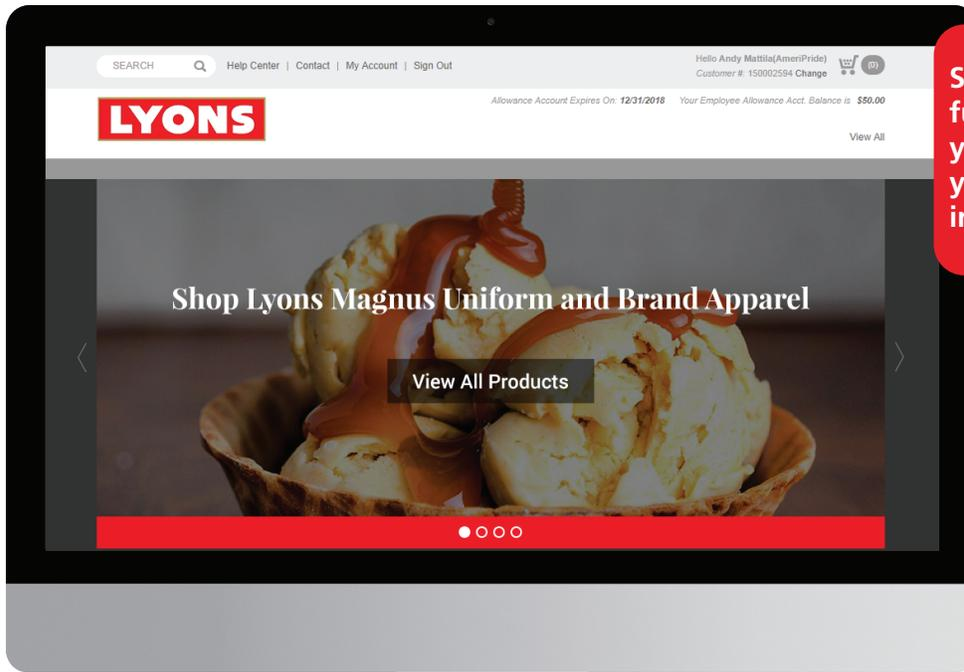 SEARCH
Help Center | Contact | My Account | Sign Out
Hello Andy Mattila(AmeriPride)
Customer #: 150002594 Change
(0)
LYONS
Allowance Account Expires On: 12/31/2018 Your Employee Allowance Acct. Balance is $50.00
View All
Shop Lyons Magnus Uniform and Brand Apparel
View All Products